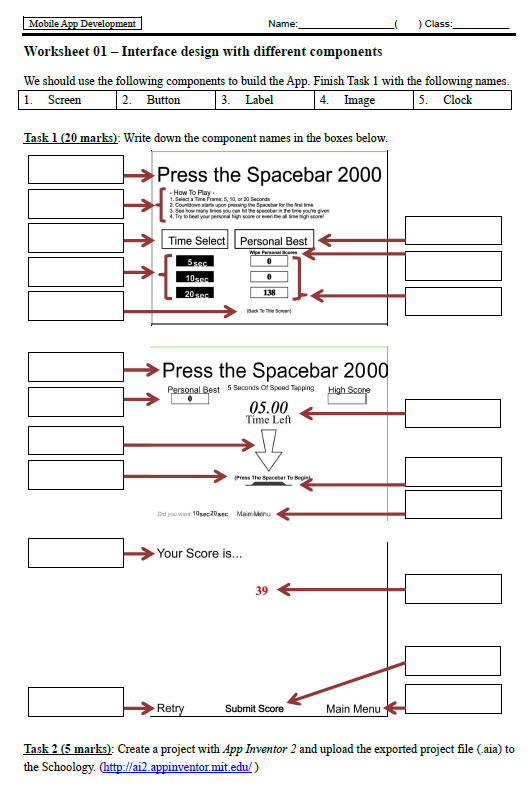 Mobile App Development Name:____________________( ) Class:____________
Worksheet 01 – Interface design with different components
We should use the following components to build the App. Finish Task 1 with the following names.
1. Screen 2. Button 3. Label 4. Image 5. Clock
Task 1 (20 marks): Write down the component names in the boxes below.
Press the Spacebar 2000
- How To Play -
1. Select a Time Frame; 5, 10, or 20 Seconds
2. Countdown starts upon pressing the Spacebar for the first time
3. See how many times you can hit the spacebar in the time you're given
4. Try to beat your personal high score or even the all time high score!
Time Select Personal Best
Wipe Personal Scores
5sec 0
10sec 0
20sec 138
(Back To Title Screen)
Press the Spacebar 2000
Personal Best 5 Seconds Of Speed Tapping High Score
0
05.00
Time Left
(Press The Spacebar To Begin)
Did you want: 10sec 20sec Main Menu
Your Score is...
39
Retry Submit Score Main Menu
Task 2 (5 marks): Create a project with App Inventor 2 and upload the exported project file (.aia) to
the Schoology. (http://ai2.appinventor.mit.edu/ )